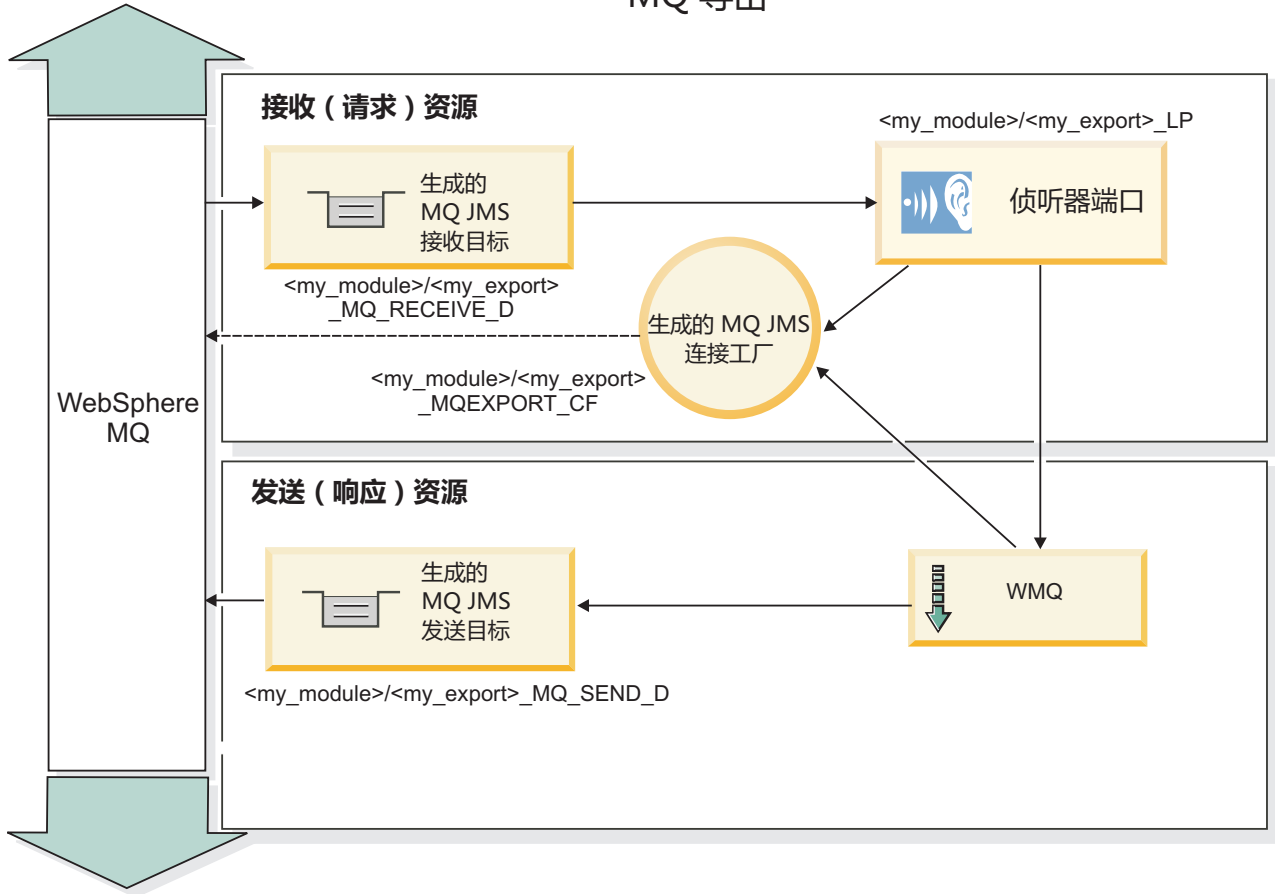 MQ 导出
接收（请求）资源
<my_module>/<my_export>_LP
生成的
MQ JMS
接收目标
侦听器端口
<my_module>/<my_export>
_MQ_RECEIVE_D
生成的 MQ JMS
连接工厂
<my_module>/<my_export>
_MQEXPORT_CF
WebSphere
MQ
发送（响应）资源
生成的
MQ JMS
发送目标
WMQ
<my_module>/<my_export>_MQ_SEND_D